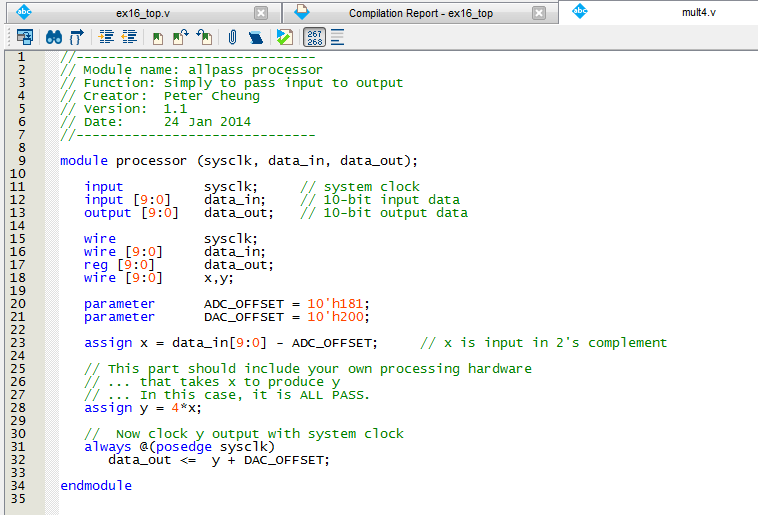 ex16_top.v
Compilation Report - ex16_top
mult4.v
abc
abc
267
268
1 //------------------------------
2 // Module name: allpass processor
3 // Function: Simply to pass input to output
4 // Creator:  Peter Cheung
5 // Version:  1.1
6 // Date:     24 Jan 2014
7 //------------------------------
8
9 module processor (sysclk, data_in, data_out);
10
11    input          sysclk;     // system clock
12    input [9:0]    data_in;    // 10-bit input data
13    output [9:0]   data_out;   // 10-bit output data
14
15    wire           sysclk;
16    wire [9:0]     data_in;
17    reg [9:0]      data_out;
18    wire [9:0]     x,y;
19
20    parameter      ADC_OFFSET = 10'h181;
21    parameter      DAC_OFFSET = 10'h200;
22
23    assign x = data_in[9:0] - ADC_OFFSET;     // x is input in 2's complement
24
25    // This part should include your own processing hardware
26    // ... that takes x to produce y
27    // ... In this case, it is ALL PASS.
28    assign y = 4*x;
29
30    //  Now clock y output with system clock
31    always @(posedge sysclk)
32       data_out <=  y + DAC_OFFSET;
33
34 endmodule
35